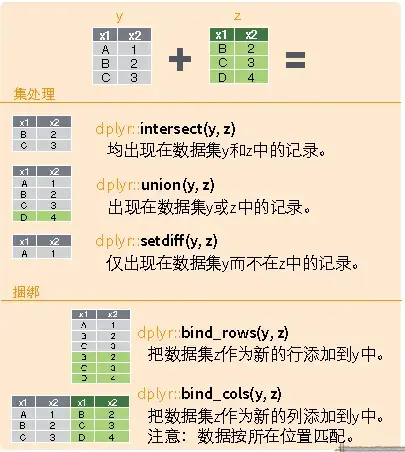 y z
x1 x2 x1 x2
A 1 B 2
B 2 + C 3 =
C 3 D 4
集处理
x1 x2
B 2
C 3
dplyr::intersect(y, z)
均出现在数据集y和z中的记录。
x1 x2
A 1
B 2
C 3
D 4
dplyr::union(y, z)
出现在数据集y或z中的记录。
x1 x2
A 1
dplyr::setdiff(y, z)
仅出现在数据集y而不在z中的记录。
捆绑
x1 x2
A 1
B 2
C 3
B 2
C 3
D 4
dplyr::bind_rows(y, z)
把数据集z作为新的行添加到y中。
x1 x2 x1 x2
A 1 B 2
B 2 C 3
C 3 D 4
dplyr::bind_cols(y, z)
把数据集z作为新的列添加到y中。
注意：数据按所在位置匹配。